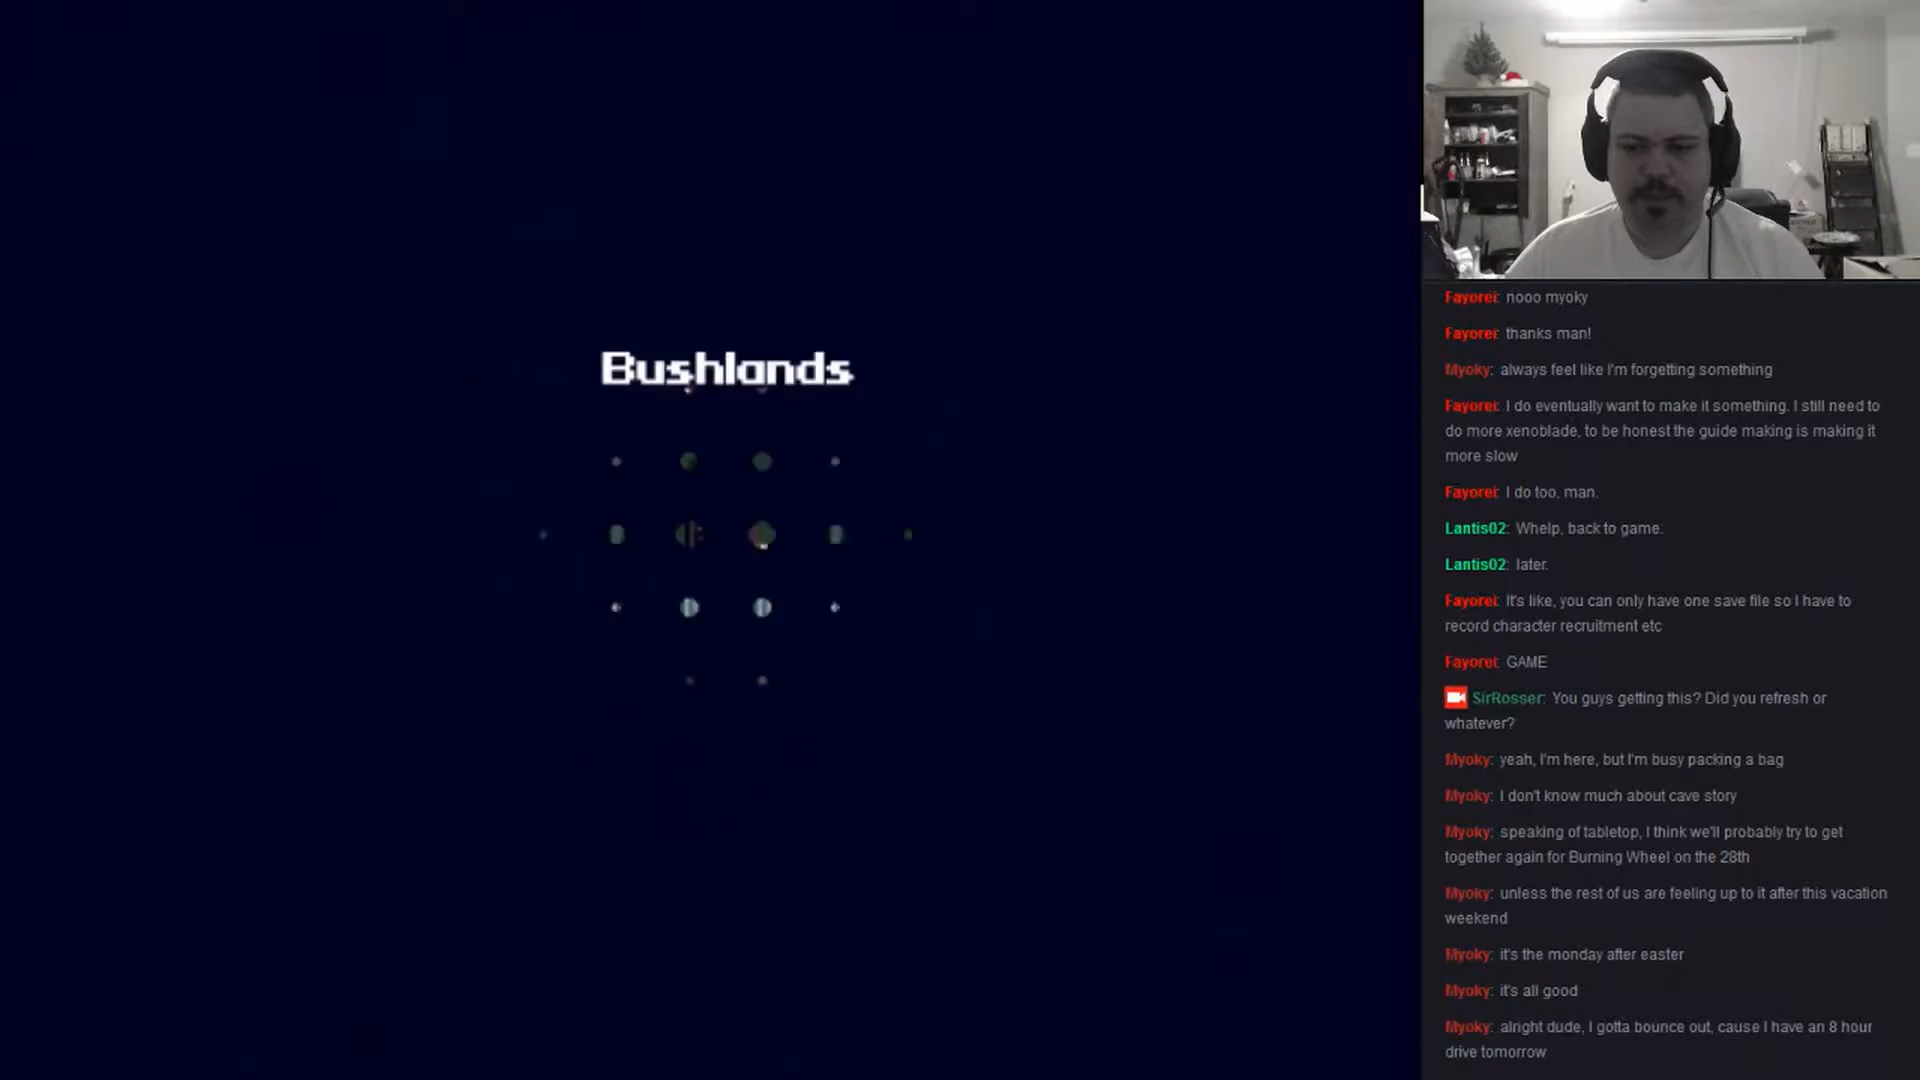 Bushlands
Fayorei: nooo myoky
Fayorei: thanks man!
Myoky: always feel like I'm forgetting something
Fayorei: I do eventually want to make it something. I still need to
do more xenoblade, to be honest the guide making is making it
more slow
Fayorei: I do too, man.
Lantis02: Whelp, back to game.
Lantis02: later.
Fayorei: It's like, you can only have one save file so I have to
record character recruitment etc
Fayorei: GAME
SirRosser: You guys getting this? Did you refresh or
whatever?
Myoky: yeah, I'm here, but I'm busy packing a bag
Myoky: I don't know much about cave story
Myoky: speaking of tabletop, I think we'll probably try to get
together again for Burning Wheel on the 28th
Myoky: unless the rest of us are feeling up to it after this vacation
weekend
Myoky: it's the monday after easter
Myoky: it's all good
Myoky: alright dude, I gotta bounce out, cause I have an 8 hour
drive tomorrow